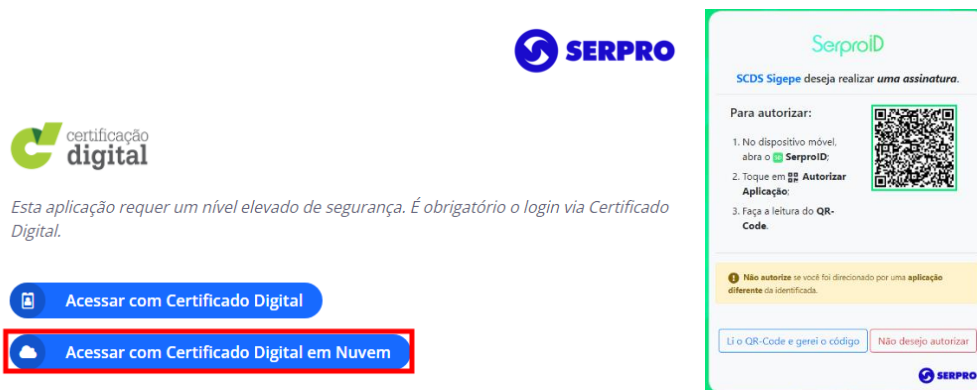 SERPRO
certificação
digital
Esta aplicação requer um nível elevado de segurança. É obrigatório o login via Certificado
Digital.
Acessar com Certificado Digital
Acessar com Certificado Digital em Nuvem
SerproID
SCDS Sigepe deseja realizar uma assinatura.
Para autorizar:
1. No dispositivo móvel,
abra o SerproID;
2. Toque em Autorizar
Aplicação;
3. Faça a leitura do QR-
Code.
Não autorize se você foi direcionado por uma aplicação
diferente da identificada.
Li o QR-Code e gerei o código
Não desejo autorizar
SERPRO